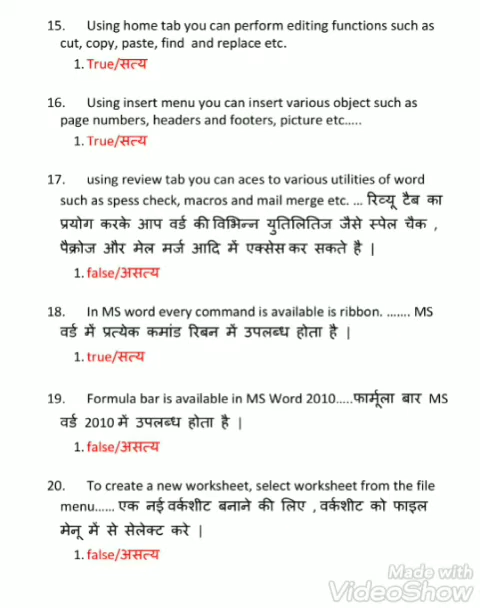 15. Using home tab you can perform editing functions such as
cut, copy, paste, find and replace etc.
1. True/सत्य
16. Using insert menu you can insert various object such as
page numbers, headers and footers, picture etc.....
1. True/सत्य
17. using review tab you can aces to various utilities of word
such as spess check, macros and mail merge etc. ... रिव्यू टैब का
प्रयोग करके आप वर्ड की विभिन्न युतिलितिज जैसे स्पेल चैक ,
पैक्रोज और मेल मर्ज आदि में एक्सेस कर सकते है |
1. false/असत्य
18. In MS word every command is available is ribbon. ....... MS
वर्ड में प्रत्येक कमांड रिबन में उपलब्ध होता है |
1. true/सत्य
19. Formula bar is available in MS Word 2010.....फार्मूला बार MS
वर्ड 2010 में उपलब्ध होता है |
1. false/असत्य
20. To create a new worksheet, select worksheet from the file
menu...... एक नई वर्कशीट बनाने की लिए , वर्कशीट को फाइल
मेनू में से सेलेक्ट करे |
1. false/असत्य
Made with
VideoShow